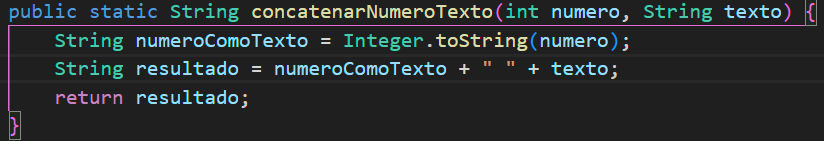 public static String concatenarNumeroTexto(int numero, String texto) {
    String numeroComoTexto = Integer.toString(numero);
    String resultado = numeroComoTexto + " " + texto;
    return resultado;
}